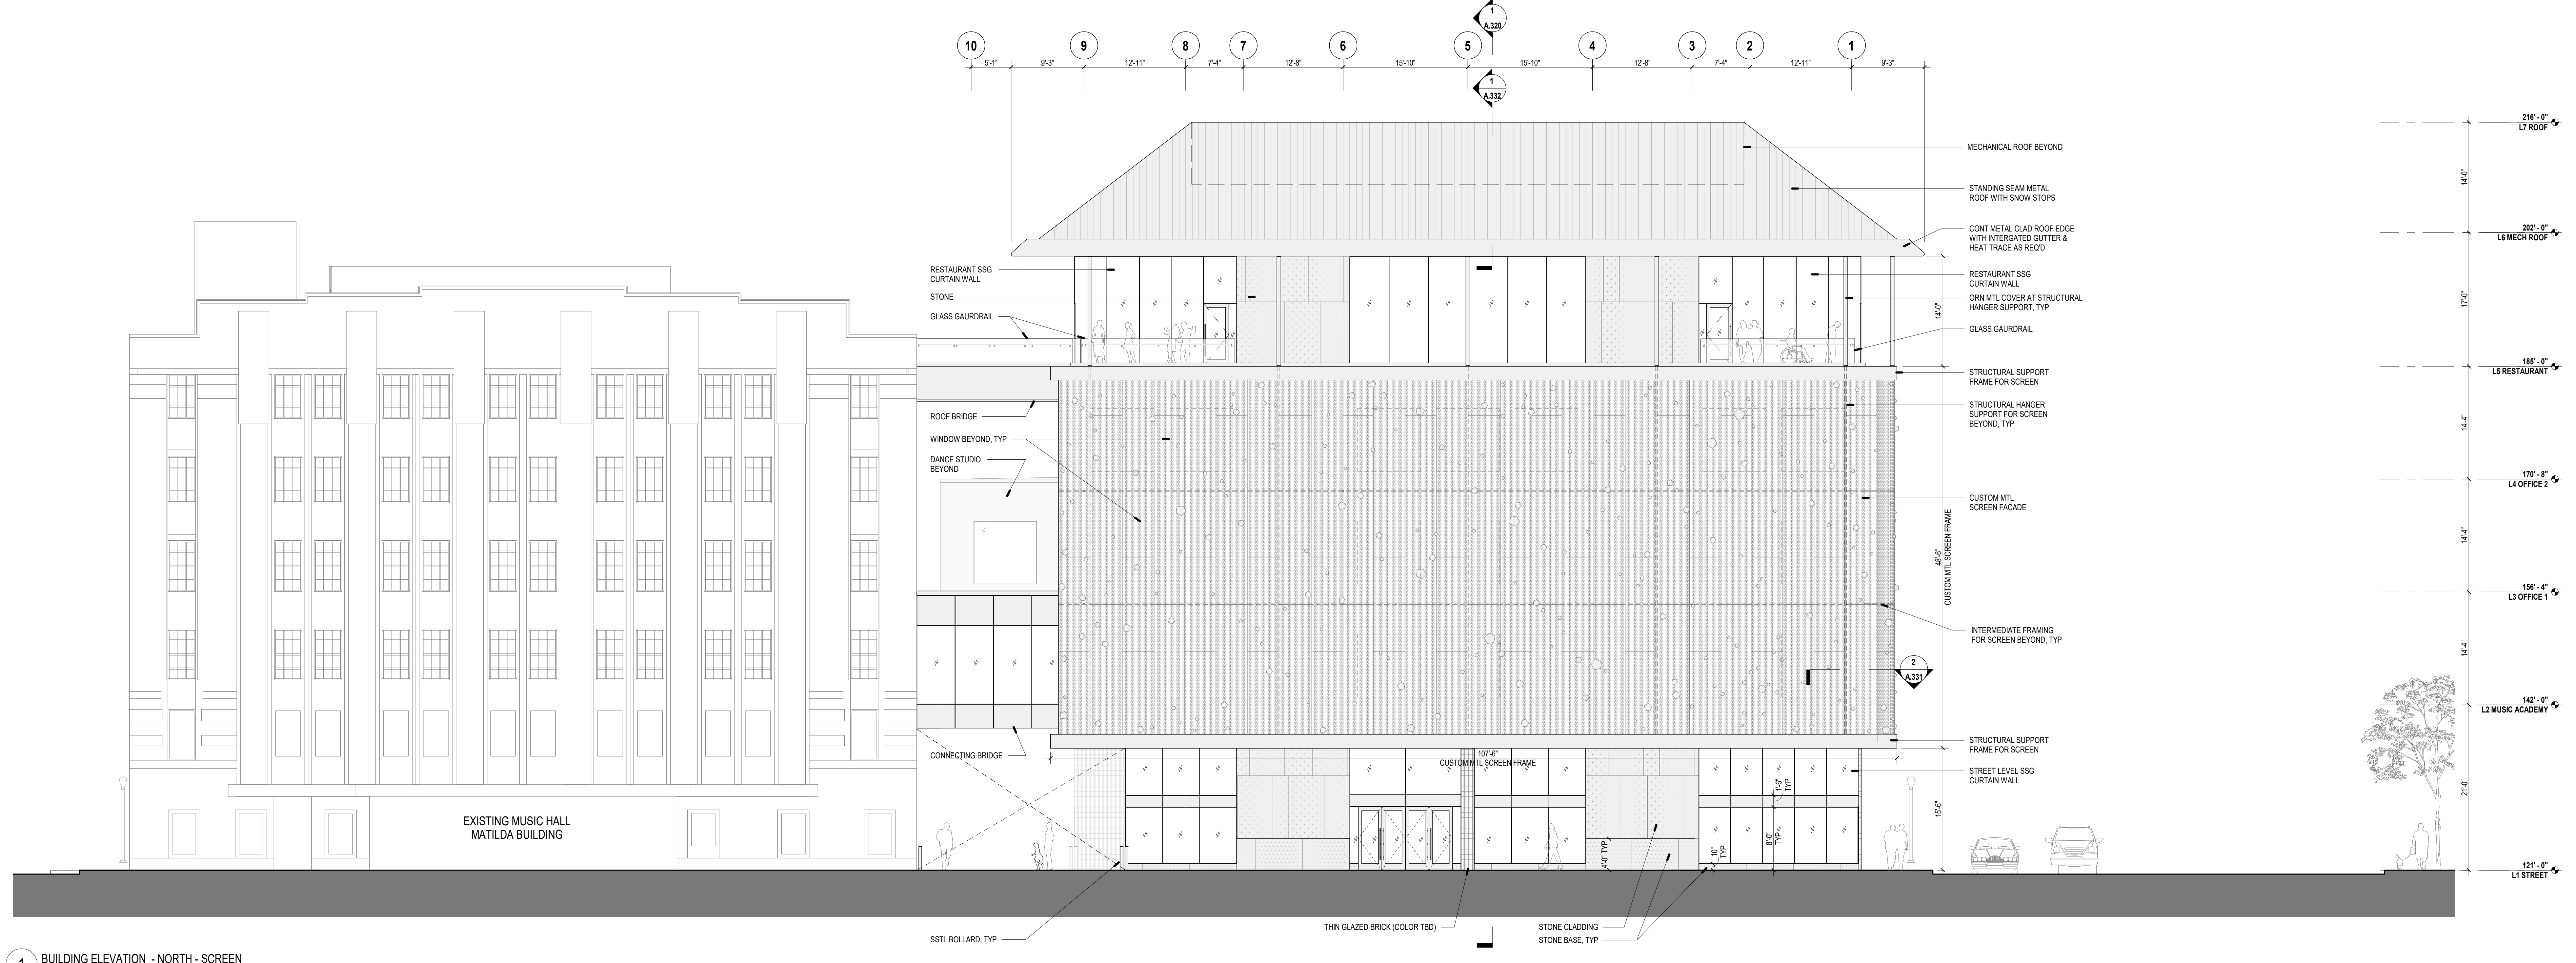 1
A.320
10
9
8
7
6
5
4
3
2
1
5'-1"
9'-3"
12'-11"
7'-4"
12'-8"
15'-10"
15'-10"
12'-8"
7'-4"
12'-11"
9'-3"
1
A.332
216' - 0"
L7 ROOF
MECHANICAL ROOF BEYOND
14'-0"
STANDING SEAM METAL
ROOF WITH SNOW STOPS
CONT METAL CLAD ROOF EDGE
WITH INTERGATED GUTTER &
HEAT TRACE AS REQ'D
202' - 0"
L6 MECH ROOF
RESTAURANT SSG
CURTAIN WALL
STONE
GLASS GAURDRAIL
RESTAURANT SSG
CURTAIN WALL
ORN MTL COVER AT STRUCTURAL
HANGER SUPPORT, TYP
GLASS GAURDRAIL
14'-0"
17'-0"
185' - 0"
L5 RESTAURANT
STRUCTURAL SUPPORT
FRAME FOR SCREEN
STRUCTURAL HANGER
SUPPORT FOR SCREEN
BEYOND, TYP
ROOF BRIDGE
WINDOW BEYOND, TYP
DANCE STUDIO
BEYOND
14'-4"
170' - 8"
L4 OFFICE 2
CUSTOM MTL
SCREEN FACADE
48'-6"
CUSTOM MTL SCREEN FRAME
14'-4"
156' - 4"
L3 OFFICE 1
INTERMEDIATE FRAMING
FOR SCREEN BEYOND, TYP
14'-4"
2
A.331
142' - 0"
L2 MUSIC ACADEMY
STRUCTURAL SUPPORT
FRAME FOR SCREEN
CONNECTING BRIDGE
107'-6"
CUSTOM MTL SCREEN FRAME
STREET LEVEL SSG
CURTAIN WALL
1'-6"
TYP
21'-0"
15'-6"
EXISTING MUSIC HALL
MATILDA BUILDING
8'-0"
TYP
4'-0" TYP
10"
TYP
121' - 0"
L1 STREET
THIN GLAZED BRICK (COLOR TBD)
STONE CLADDING
SSTL BOLLARD, TYP
STONE BASE, TYP
1
BUILDING ELEVATION - NORTH - SCREEN